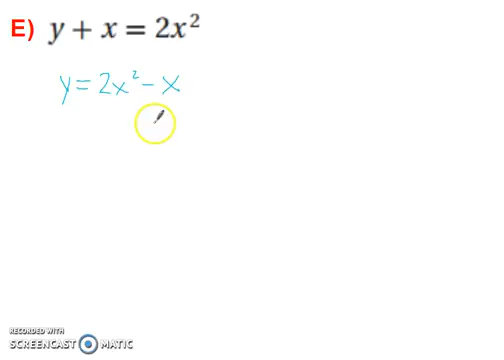 E) y + x = 2x²
y = 2x² - x
RECORDED WITH
SCREENCAST MATIC